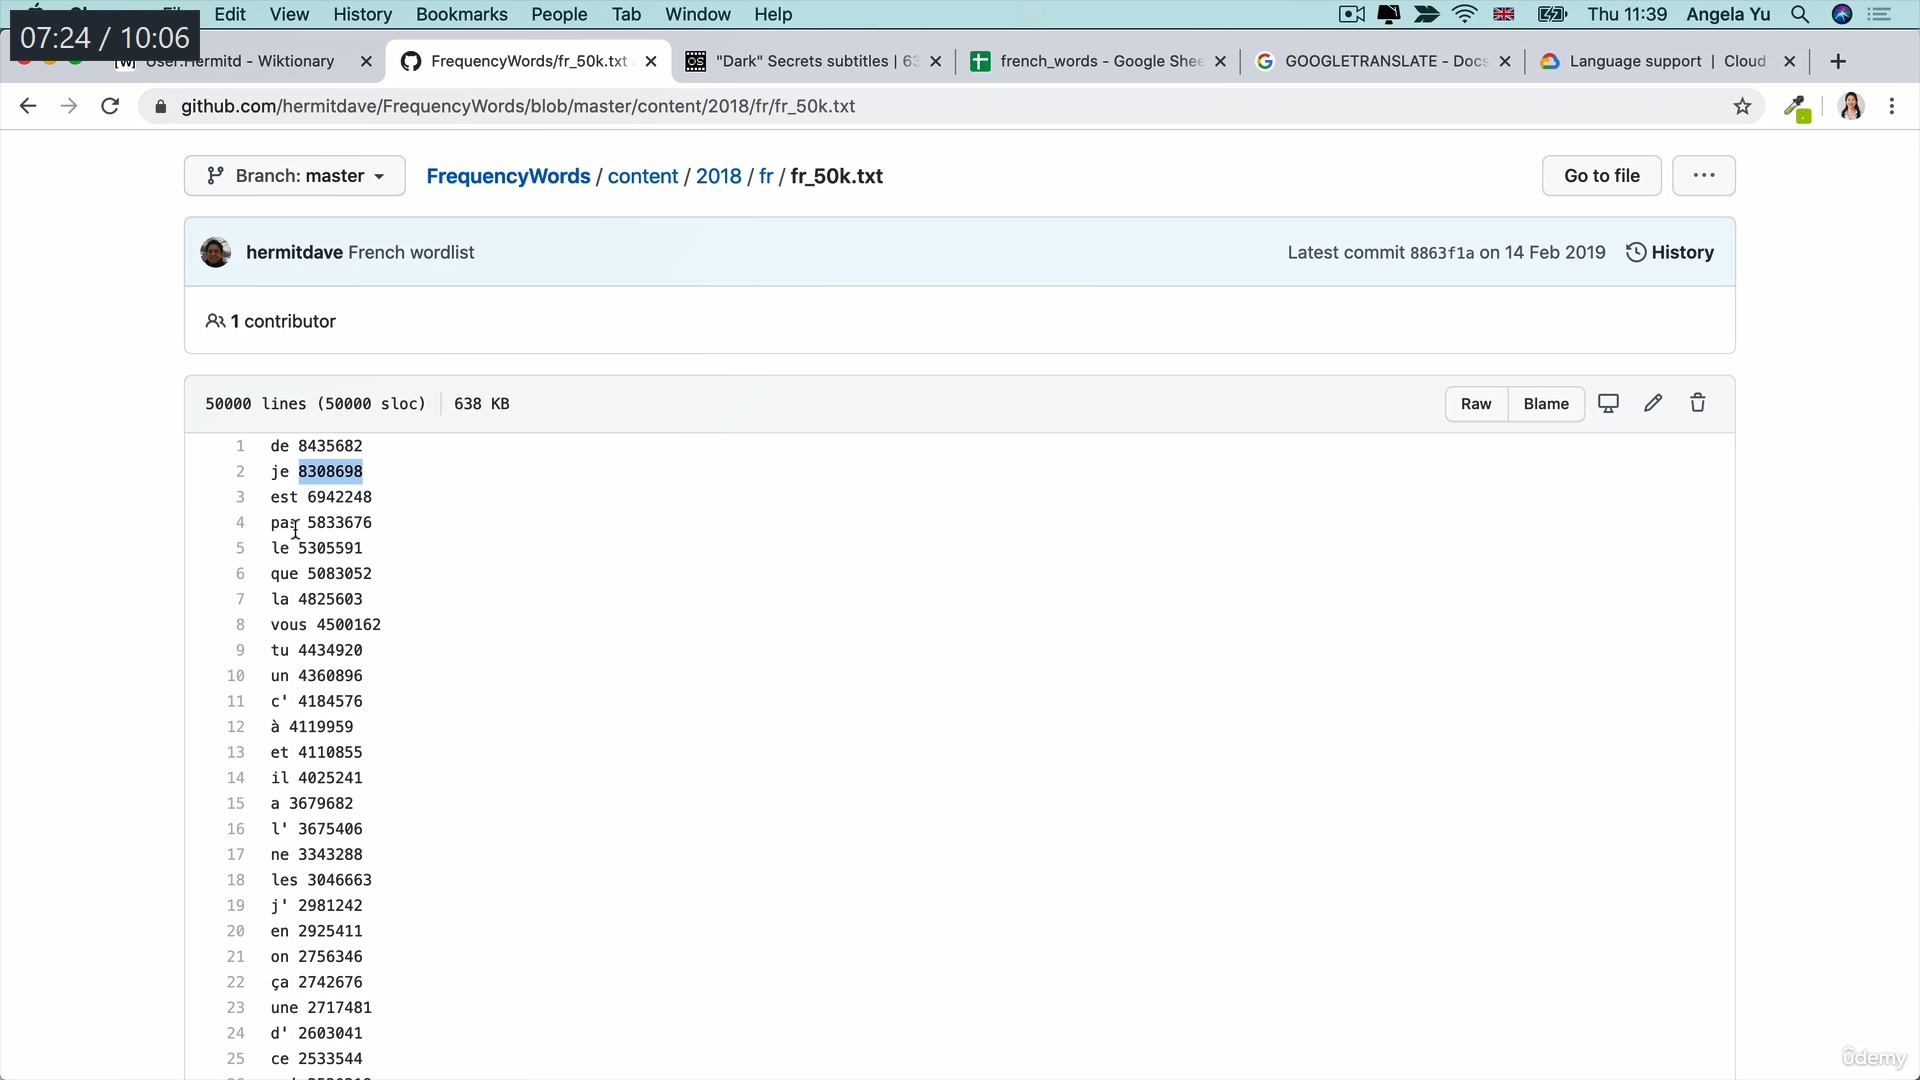 Edit View History Bookmarks People Tab Window Help Thu 11:39 Angela Yu
07:24 / 10:06
User:Hermitd - Wiktionary FrequencyWords/fr_50k.txt "Dark" Secrets subtitles | 63 french_words - Google Shee GOOGLETRANSLATE - Docs Language support | Cloud
github.com/hermitdave/FrequencyWords/blob/master/content/2018/fr/fr_50k.txt
Branch: master FrequencyWords / content / 2018 / fr / fr_50k.txt Go to file
hermitdave French wordlist Latest commit 8863f1a on 14 Feb 2019 History
1 contributor
50000 lines (50000 sloc) 638 KB Raw Blame
1 de 8435682
2 je 8308698
3 est 6942248
4 pas 5833676
5 le 5305591
6 que 5083052
7 la 4825603
8 vous 4500162
9 tu 4434920
10 un 4360896
11 c' 4184576
12 à 4119959
13 et 4110855
14 il 4025241
15 a 3679682
16 l' 3675406
17 ne 3343288
18 les 3046663
19 j' 2981242
20 en 2925411
21 on 2756346
22 ça 2742676
23 une 2717481
24 d' 2603041
25 ce 2533544
ûdemy